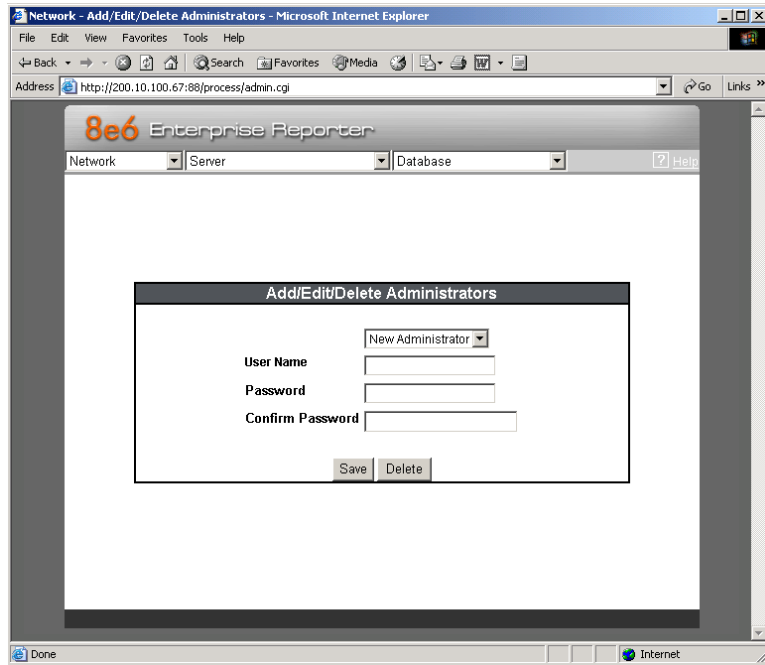 Network - Add/Edit/Delete Administrators - Microsoft Internet Explorer
File Edit View Favorites Tools Help
Back Search Favorites Media
Address http://200.10.100.67:88/process/admin.cgi Go Links »
8e6 Enterprise Reporter
Network Server Database ? Help
Add/Edit/Delete Administrators
New Administrator
User Name
Password
Confirm Password
Save Delete
Done Internet